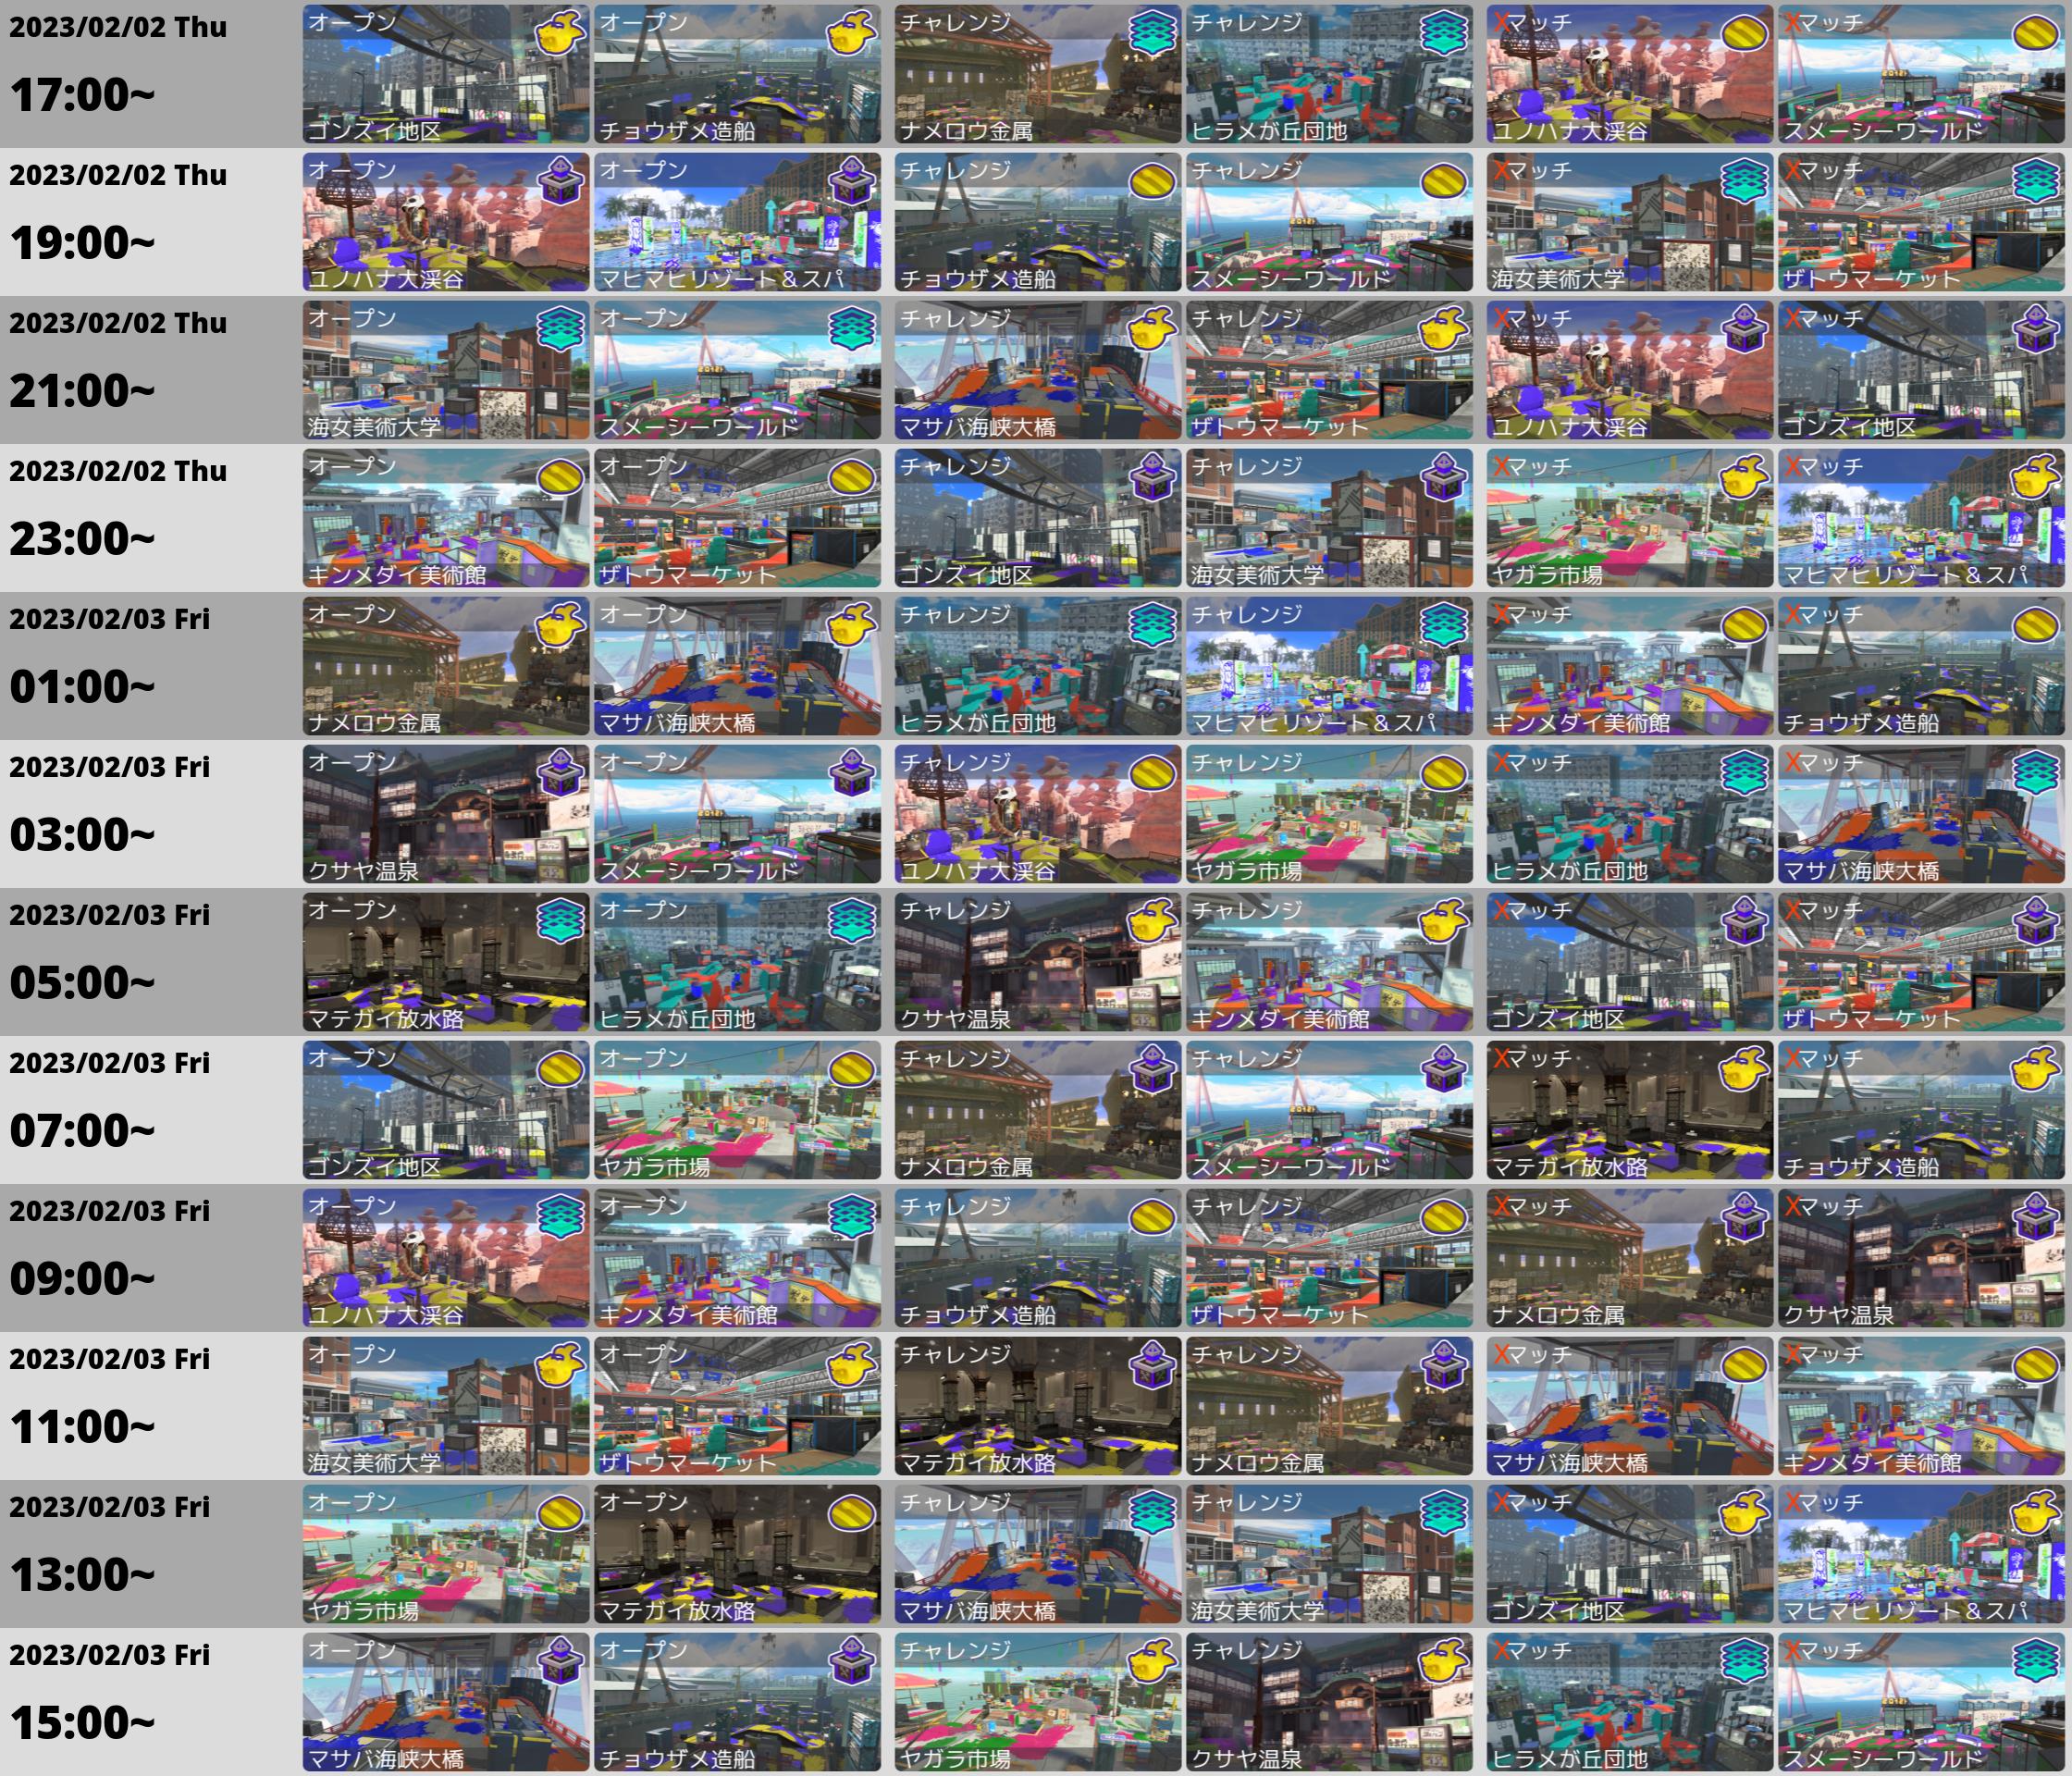 2023/02/02 Thu
17:00~
オープン オープン チャレンジ チャレンジ Xマッチ Xマッチ
ゴンズイ地区 チョウザメ造船 ナメロウ金属 ヒラメが丘団地 ユノハナ大渓谷 スメーシーワールド
2023/02/02 Thu
19:00~
オープン オープン チャレンジ チャレンジ Xマッチ Xマッチ
ユノハナ大渓谷 マヒマヒリゾート＆スパ チョウザメ造船 スメーシーワールド 海女美術大学 ザトウマーケット
2023/02/02 Thu
21:00~
オープン オープン チャレンジ チャレンジ Xマッチ Xマッチ
海女美術大学 スメーシーワールド マサバ海峡大橋 ザトウマーケット ユノハナ大渓谷 ゴンズイ地区
2023/02/02 Thu
23:00~
オープン オープン チャレンジ チャレンジ Xマッチ Xマッチ
キンメダイ美術館 ザトウマーケット ゴンズイ地区 海女美術大学 ヤガラ市場 マヒマヒリゾート＆スパ
2023/02/03 Fri
01:00~
オープン オープン チャレンジ チャレンジ Xマッチ Xマッチ
ナメロウ金属 マサバ海峡大橋 ヒラメが丘団地 マヒマヒリゾート＆スパ キンメダイ美術館 チョウザメ造船
2023/02/03 Fri
03:00~
オープン オープン チャレンジ チャレンジ Xマッチ Xマッチ
クサヤ温泉 スメーシーワールド ユノハナ大渓谷 ヤガラ市場 ヒラメが丘団地 マサバ海峡大橋
2023/02/03 Fri
05:00~
オープン オープン チャレンジ チャレンジ Xマッチ Xマッチ
マテガイ放水路 ヒラメが丘団地 クサヤ温泉 キンメダイ美術館 ゴンズイ地区 ザトウマーケット
2023/02/03 Fri
07:00~
オープン オープン チャレンジ チャレンジ Xマッチ Xマッチ
ゴンズイ地区 ヤガラ市場 ナメロウ金属 スメーシーワールド マテガイ放水路 チョウザメ造船
2023/02/03 Fri
09:00~
オープン オープン チャレンジ チャレンジ Xマッチ Xマッチ
ユノハナ大渓谷 キンメダイ美術館 チョウザメ造船 ザトウマーケット ナメロウ金属 クサヤ温泉
2023/02/03 Fri
11:00~
オープン オープン チャレンジ チャレンジ Xマッチ Xマッチ
海女美術大学 ザトウマーケット マテガイ放水路 ナメロウ金属 マサバ海峡大橋 キンメダイ美術館
2023/02/03 Fri
13:00~
オープン オープン チャレンジ チャレンジ Xマッチ Xマッチ
ヤガラ市場 マテガイ放水路 マサバ海峡大橋 海女美術大学 ゴンズイ地区 マヒマヒリゾート＆スパ
2023/02/03 Fri
15:00~
オープン オープン チャレンジ チャレンジ Xマッチ Xマッチ
マサバ海峡大橋 チョウザメ造船 ヤガラ市場 クサヤ温泉 ヒラメが丘団地 スメーシーワールド